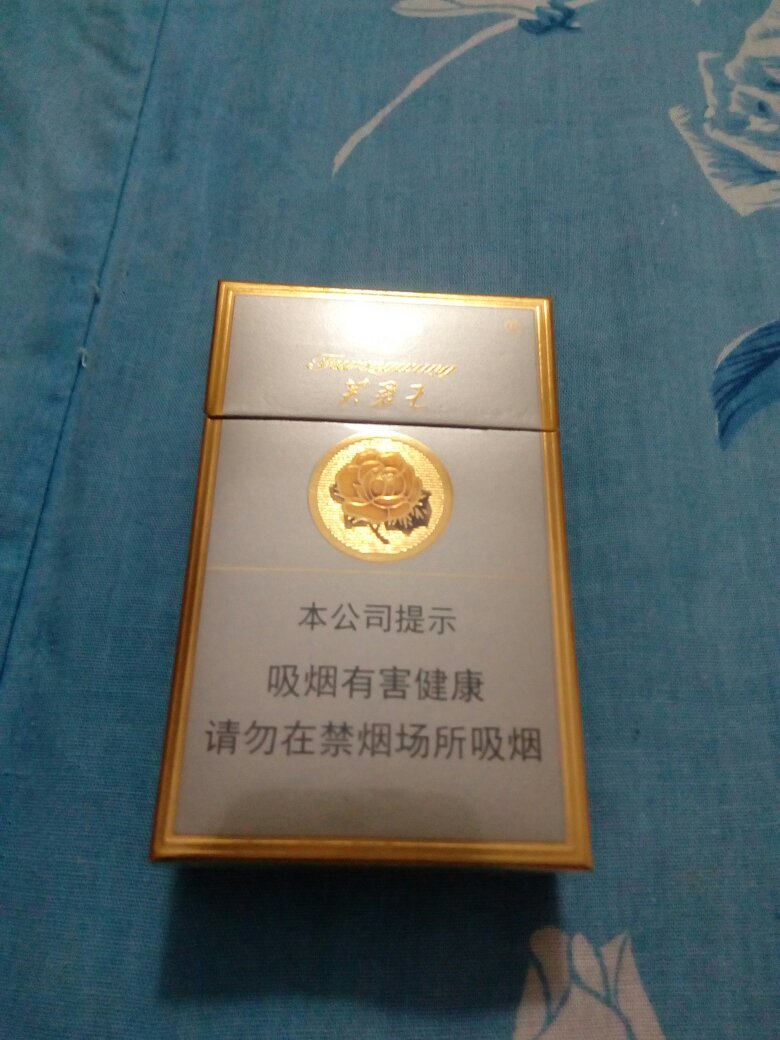 Furongwang
芙蓉王
本公司提示
吸烟有害健康
请勿在禁烟场所吸烟